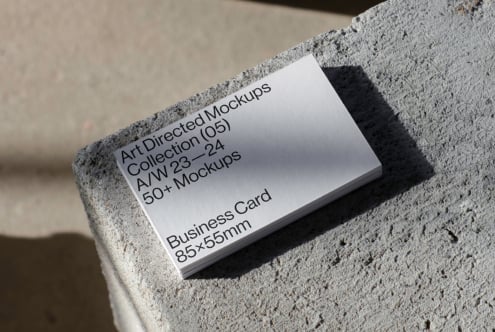 Art Directed Mockups
Collection (05)
A/W 23—24
50+ Mockups
Business Card
85×55mm